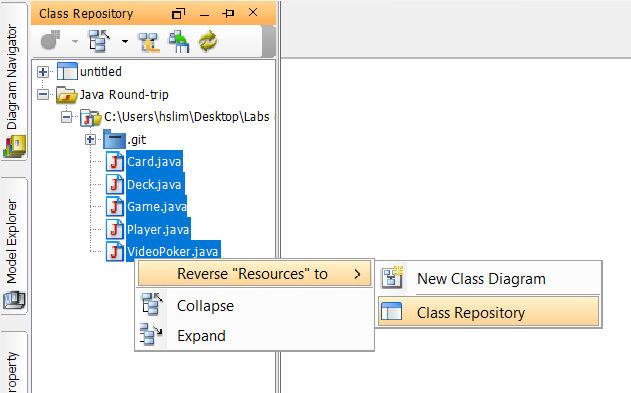 Class Repository
Diagram Navigator
Model Explorer
roperty
untitled
Java Round-trip
C:\Users\hslim\Desktop\Labs
.git
Card.java
Deck.java
Game.java
Player.java
VideoPoker.java
Reverse "Resources" to
Collapse
Expand
New Class Diagram
Class Repository